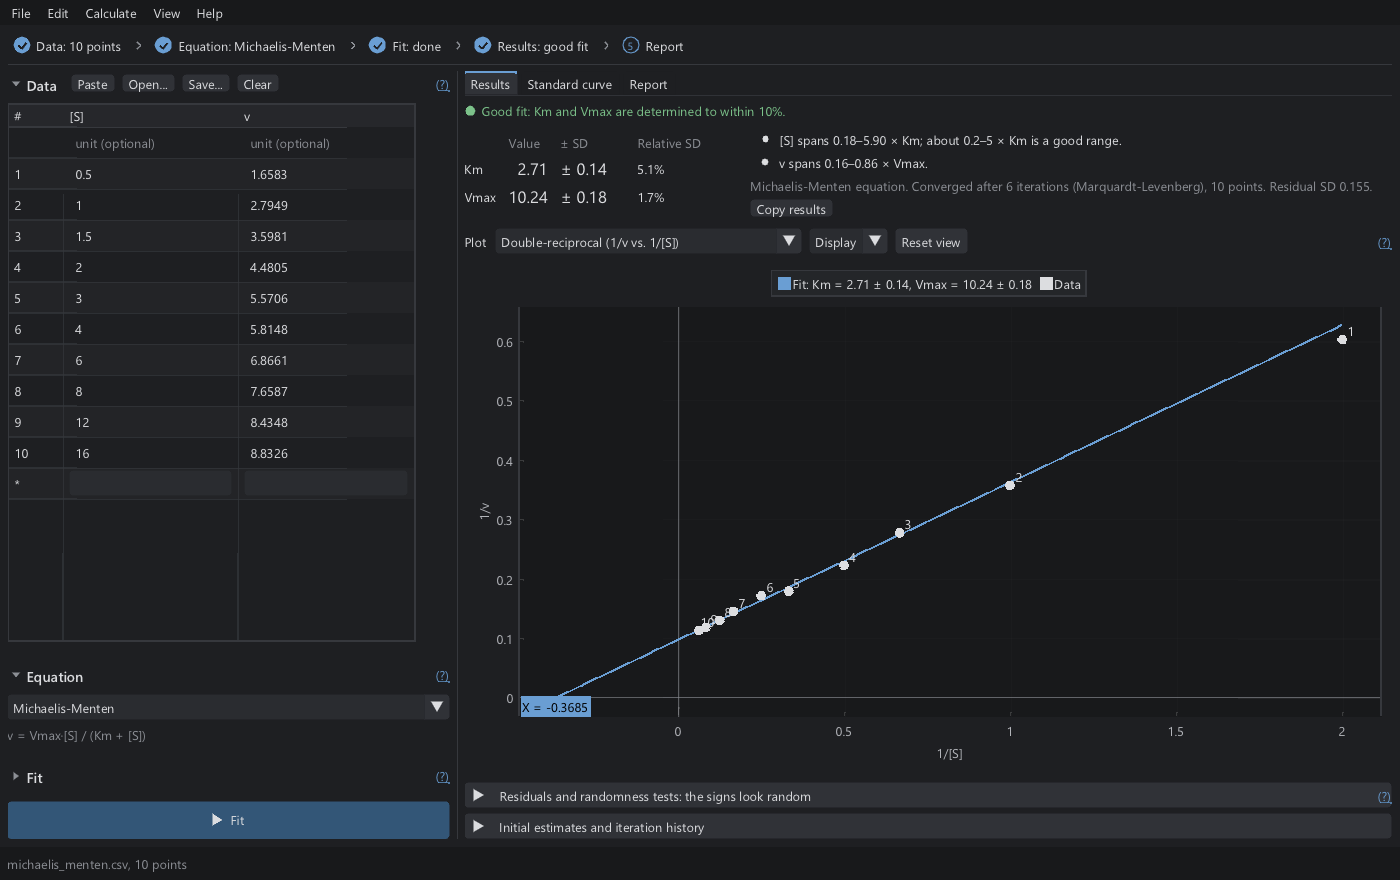 File Edit Calculate View Help
Data: 10 points > Equation: Michaelis-Menten > Fit: done > Results: good fit > 5 Report
Data Paste Open... Save... Clear (?)
# [S] v
unit (optional) unit (optional)
1 0.5 1.6583
2 1 2.7949
3 1.5 3.5981
4 2 4.4805
5 3 5.5706
6 4 5.8148
7 6 6.8661
8 8 7.6587
9 12 8.4348
10 16 8.8326
*
Equation (?)
Michaelis-Menten
v = Vmax·[S] / (Km + [S])
Fit (?)
Fit
Results Standard curve Report
Good fit: Km and Vmax are determined to within 10%.
Value ± SD Relative SD
Km 2.71 ± 0.14 5.1%
Vmax 10.24 ± 0.18 1.7%
[S] spans 0.18–5.90 × Km; about 0.2–5 × Km is a good range.
v spans 0.16–0.86 × Vmax.
Michaelis-Menten equation. Converged after 6 iterations (Marquardt-Levenberg), 10 points. Residual SD 0.155.
Copy results
Plot Double-reciprocal (1/v vs. 1/[S]) Display Reset view (?)
Fit: Km = 2.71 ± 0.14, Vmax = 10.24 ± 0.18 Data
1
0.6
0.5
0.4
2
0.3
3
1/v
4
0.2
5
6
7
8
9
10
0.1
0
X = -0.3685
0 0.5 1 1.5 2
1/[S]
Residuals and randomness tests: the signs look random (?)
Initial estimates and iteration history
michaelis_menten.csv, 10 points